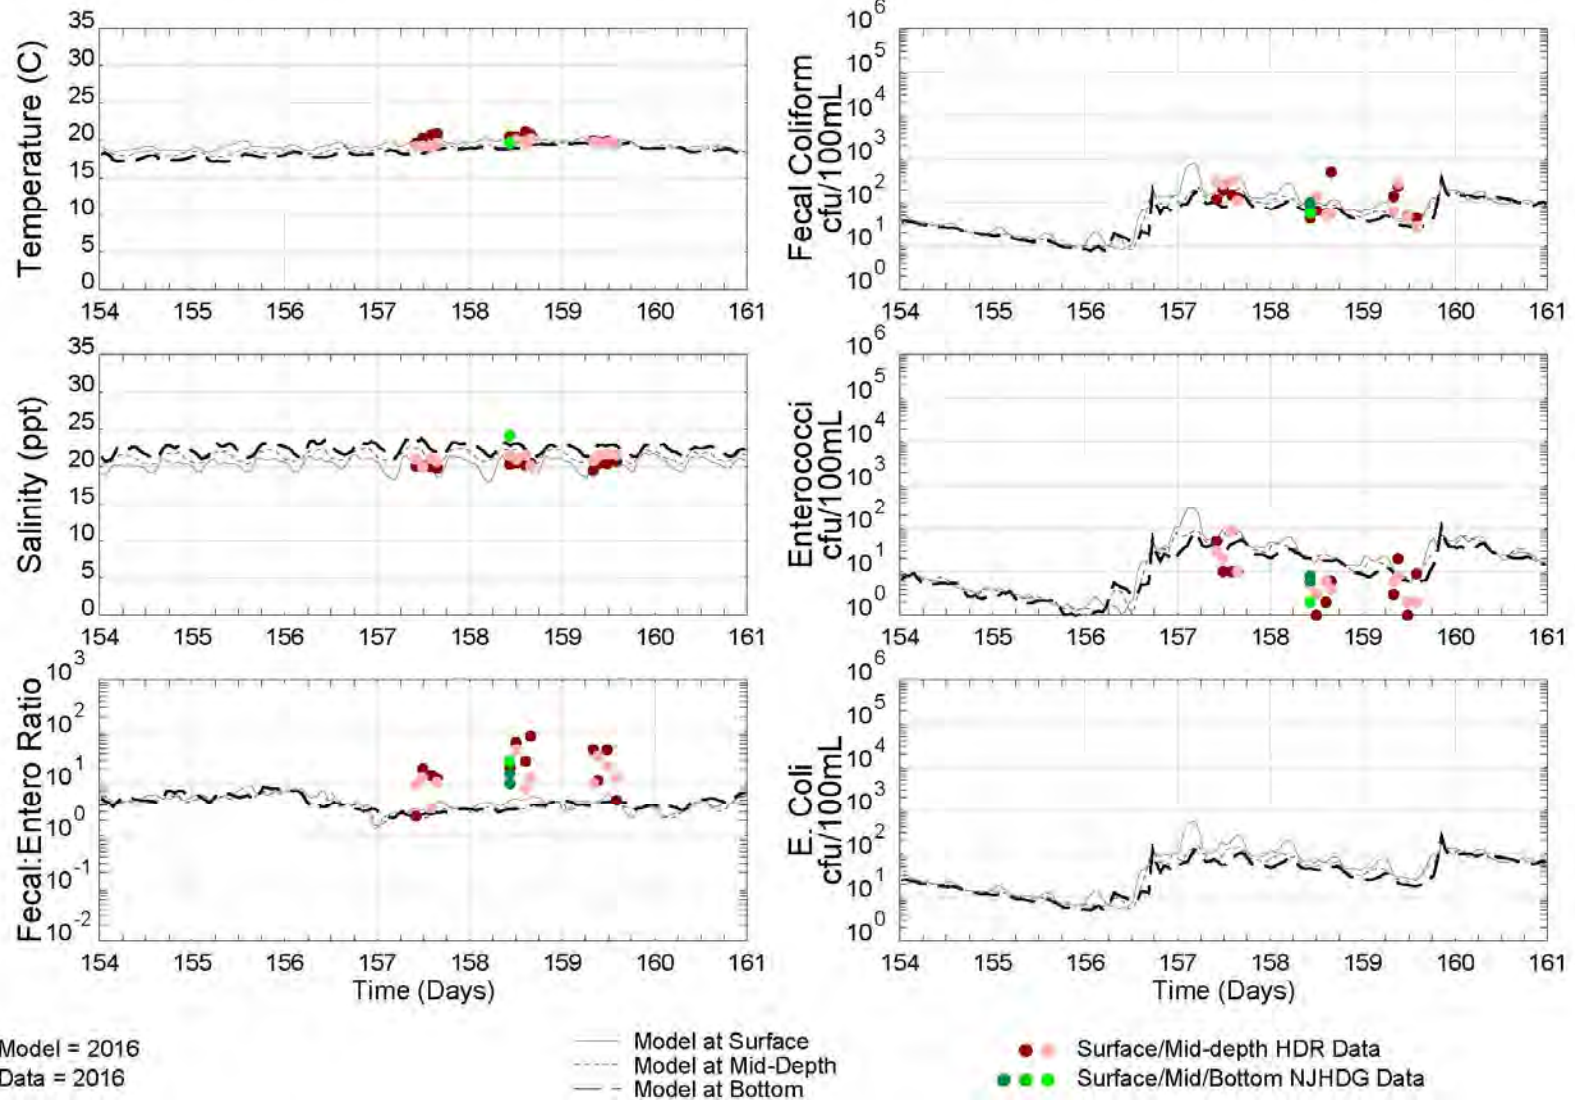 35
30
25
20
15
10
5
0
Temperature (C)
154 155 156 157 158 159 160 161
10^6
10^5
10^4
10^3
10^2
10^1
10^0
Fecal Coliform
cfu/100mL
154 155 156 157 158 159 160 161
35
30
25
20
15
10
5
0
Salinity (ppt)
154 155 156 157 158 159 160 161
10^6
10^5
10^4
10^3
10^2
10^1
10^0
Enterococci
cfu/100mL
154 155 156 157 158 159 160 161
10^3
10^2
10^1
10^0
10^-1
10^-2
Fecal:Entero Ratio
154 155 156 157 158 159 160 161
Time (Days)
10^6
10^5
10^4
10^3
10^2
10^1
10^0
E. Coli
cfu/100mL
154 155 156 157 158 159 160 161
Time (Days)
Model = 2016
Data = 2016
Model at Surface
Model at Mid-Depth
Model at Bottom
Surface/Mid-depth HDR Data
Surface/Mid/Bottom NJHDG Data